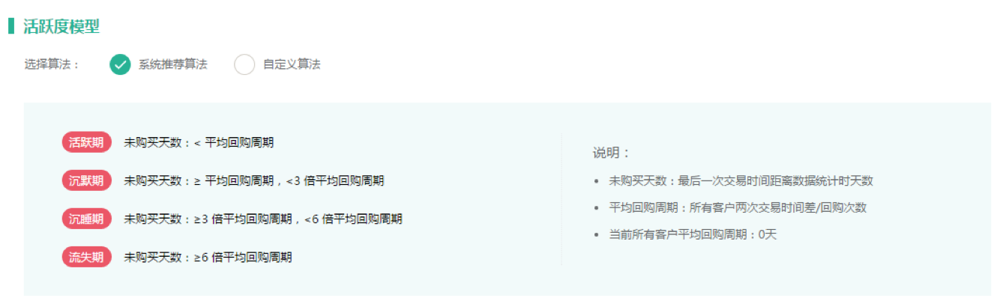 活跃度模型
选择算法： 系统推荐算法 自定义算法
活跃期 未购买天数：< 平均回购周期
沉默期 未购买天数：≥ 平均回购周期，<3 倍平均回购周期
沉睡期 未购买天数：≥3 倍平均回购周期，<6 倍平均回购周期
流失期 未购买天数：≥6 倍平均回购周期
说明：
• 未购买天数：最后一次交易时间距离数据统计时天数
• 平均回购周期：所有客户两次交易时间差/回购次数
• 当前所有客户平均回购周期：0天